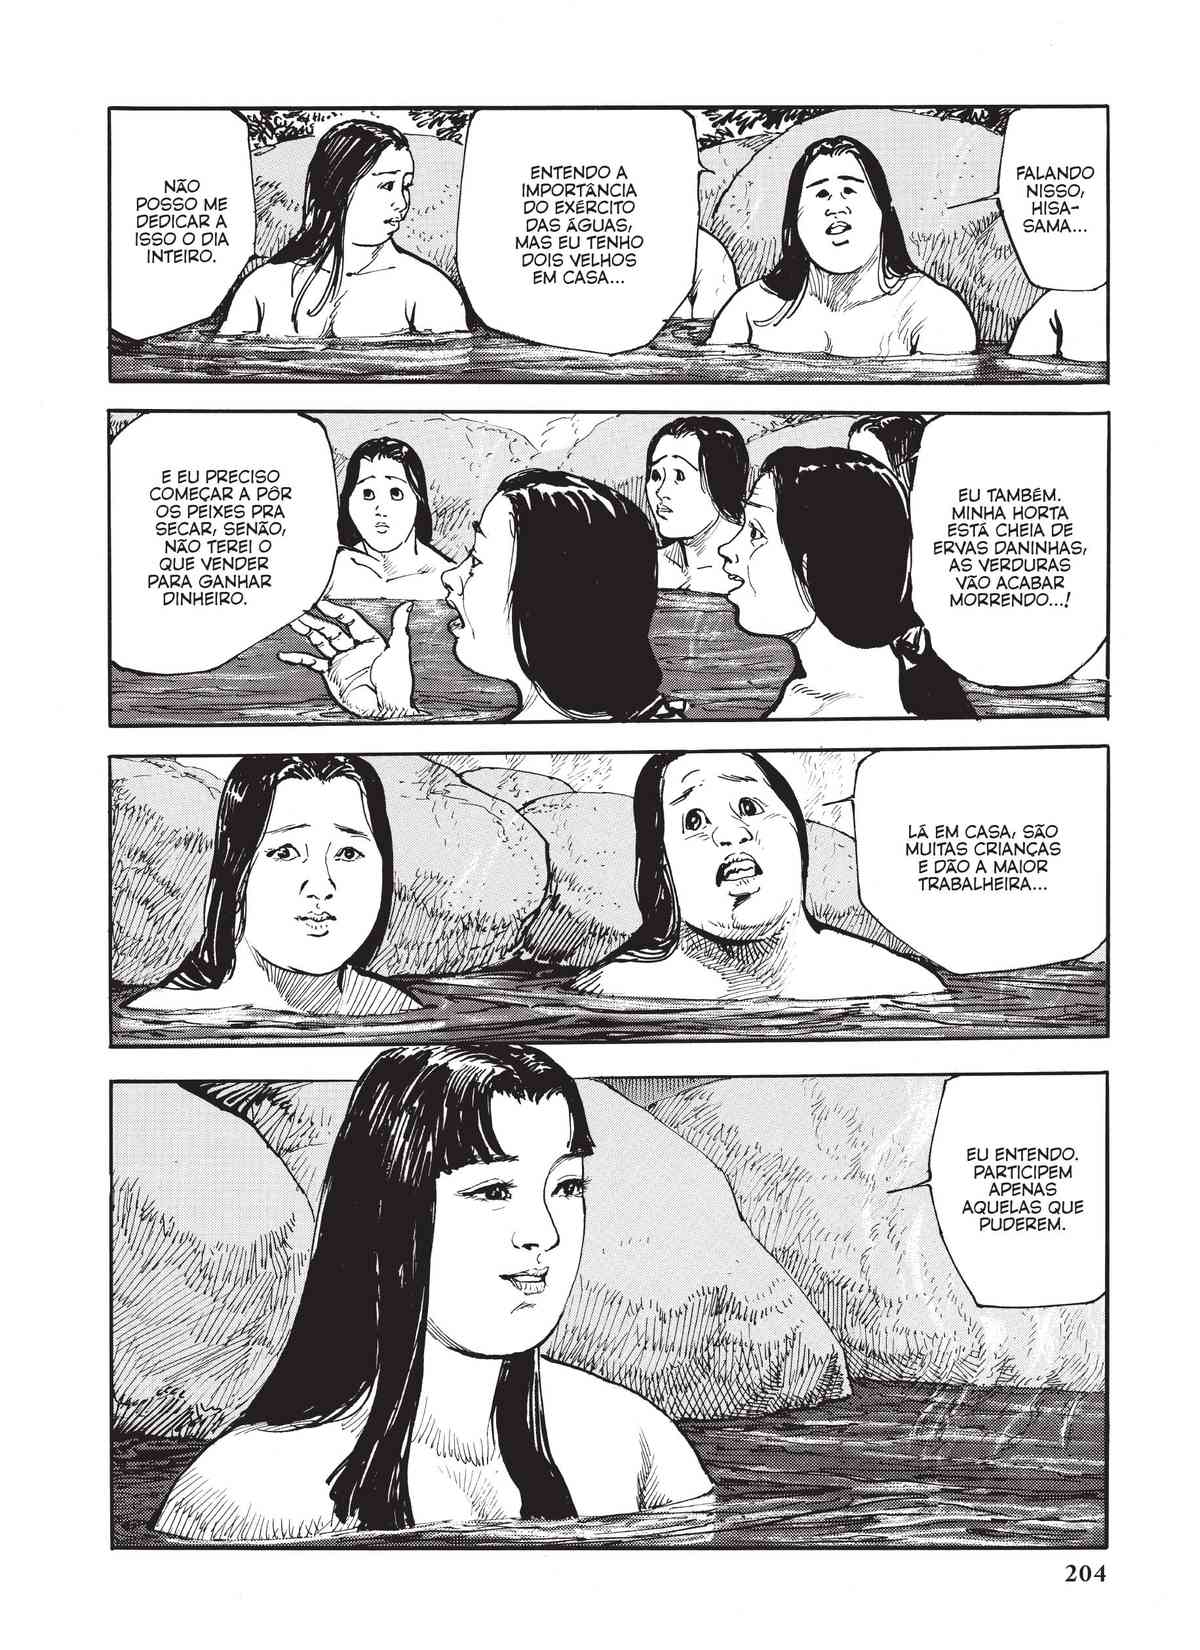 FALANDO
NISSO,
HISA-
SAMA...
ENTENDO A
IMPORTÂNCIA
DO EXÉRCITO
DAS ÁGUAS,
MAS EU TENHO
DOIS VELHOS
EM CASA...
NÃO
POSSO ME
DEDICAR A
ISSO O DIA
INTEIRO.
EU TAMBÉM.
MINHA HORTA
ESTÁ CHEIA DE
ERVAS DANINHAS,
AS VERDURAS
VÃO ACABAR
MORRENDO...!
E EU PRECISO
COMEÇAR A PÔR
OS PEIXES PRA
SECAR, SENÃO,
NÃO TEREI O
QUE VENDER
PARA GANHAR
DINHEIRO.
LÁ EM CASA, SÃO
MUITAS CRIANÇAS
E DÃO A MAIOR
TRABALHEIRA...
EU ENTENDO.
PARTICIPEM
APENAS
AQUELAS QUE
PUDEREM.
204